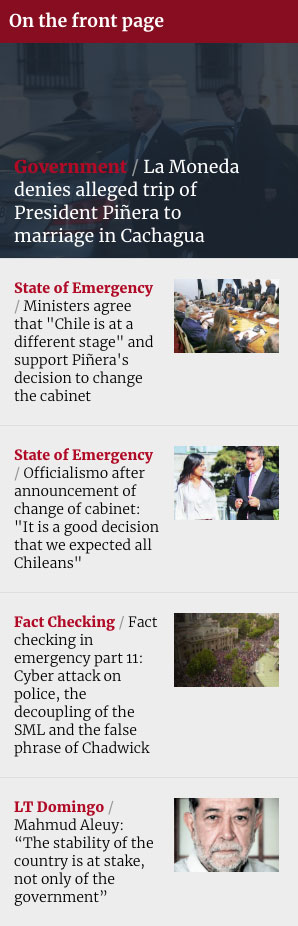 On the front page
Government / La Moneda
denies alleged trip of
President Piñera to
marriage in Cachagua
State of Emergency
/ Ministers agree
that "Chile is at a
different stage" and
support Piñera's
decision to change
the cabinet
State of Emergency
/ Officialismo after
announcement of
change of cabinet:
"It is a good decision
that we expected all
Chileans"
Fact Checking / Fact
checking in
emergency part 11:
Cyber attack on
police, the
decoupling of the
SML and the false
phrase of Chadwick
LT Domingo /
Mahmud Aleuy:
“The stability of the
country is at stake,
not only of the
government”